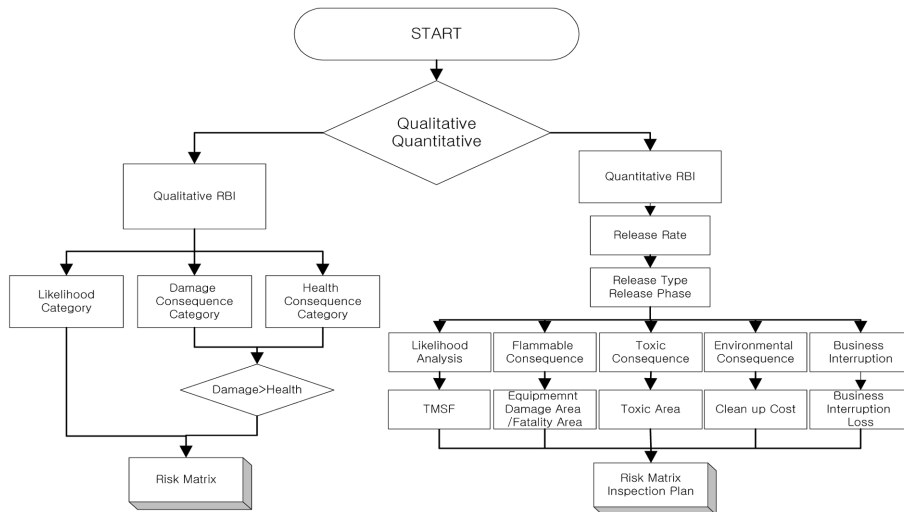 START
Qualitative
Quantitative
Qualitative RBI
Quantitative RBI
Release Rate
Release Type
Release Phase
Likelihood
Category
Damage
Consequence
Category
Health
Consequence
Category
Likelihood
Analysis
Flammable
Consequence
Toxic
Consequence
Environmental
Consequence
Business
Interruption
Damage>Health
TMSF
Equipmemnt
Damage Area
/Fatality Area
Toxic Area
Clean up Cost
Business
Interruption
Loss
Risk Matrix
Risk Matrix
Inspection Plan